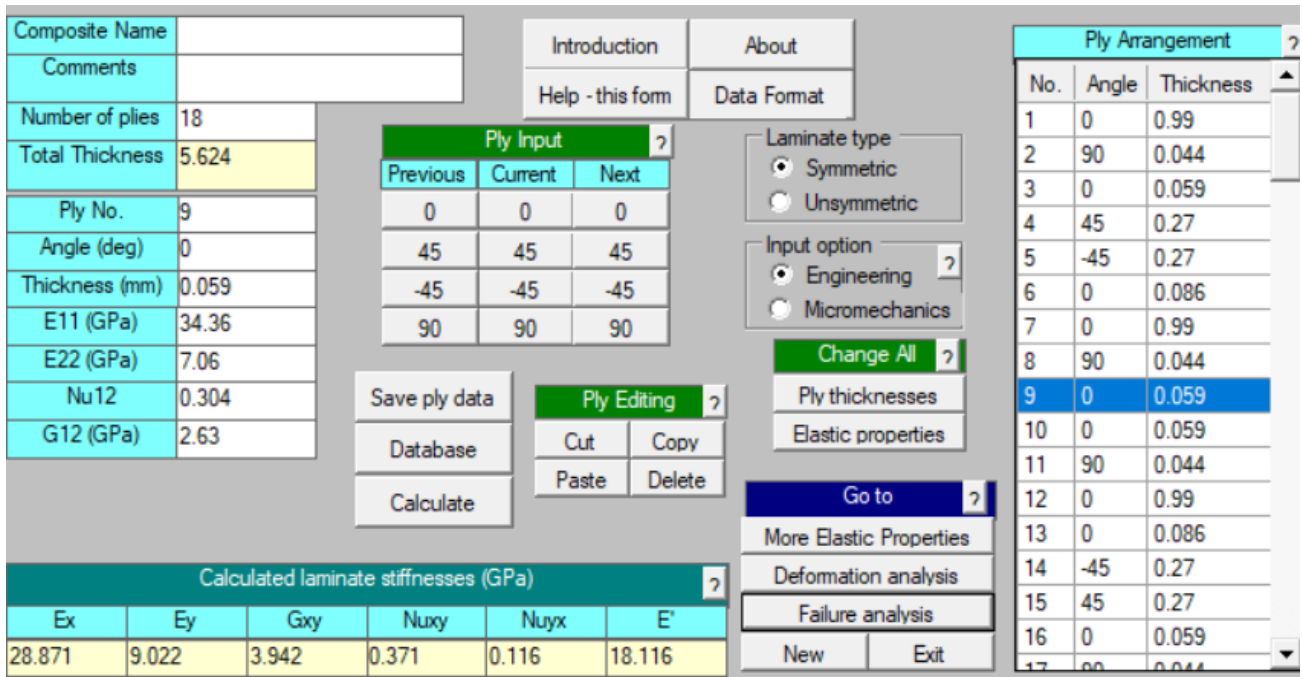 Composite Name
Comments
Number of plies 18
Total Thickness 5.624
Ply No. 9
Angle (deg) 0
Thickness (mm) 0.059
E11 (GPa) 34.36
E22 (GPa) 7.06
Nu12 0.304
G12 (GPa) 2.63
Introduction About
Help - this form Data Format
Ply Input ?
Previous Current Next
0 0 0
45 45 45
-45 -45 -45
90 90 90
Save ply data
Database
Calculate
Ply Editing ?
Cut Copy
Paste Delete
Laminate type
Symmetric
Unsymmetric
Input option
?
Engineering
Micromechanics
Change All ?
Ply thicknesses
Elastic properties
Go to ?
More Elastic Properties
Deformation analysis
Failure analysis
New Exit
Calculated laminate stiffnesses (GPa) ?
Ex Ey Gxy Nuxy Nuyx E'
28.871 9.022 3.942 0.371 0.116 18.116
Ply Arrangement ?
No. Angle Thickness
1 0 0.99
2 90 0.044
3 0 0.059
4 45 0.27
5 -45 0.27
6 0 0.086
7 0 0.99
8 90 0.044
9 0 0.059
10 0 0.059
11 90 0.044
12 0 0.99
13 0 0.086
14 -45 0.27
15 45 0.27
16 0 0.059
17 90 0.044